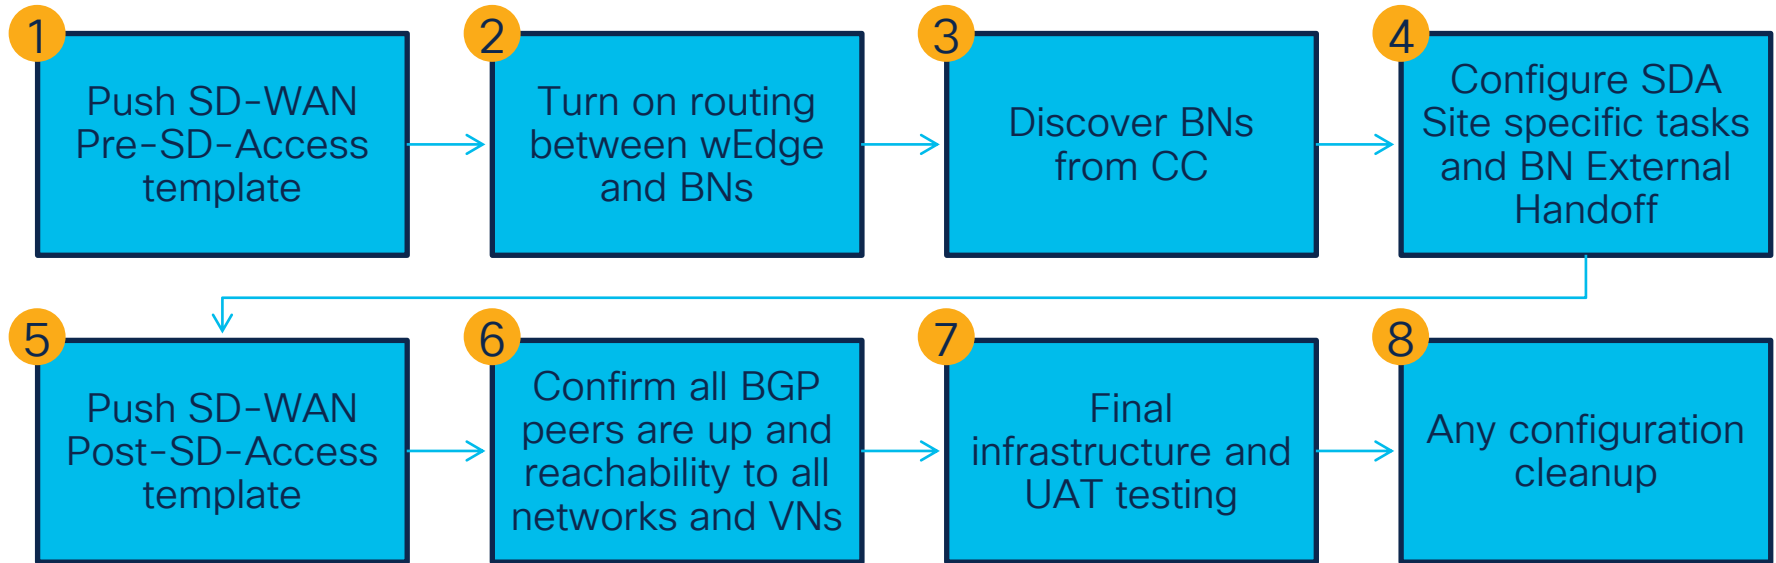 1
Push SD-WAN
Pre-SD-Access
template
2
Turn on routing
between wEdge
and BNs
3
Discover BNs
from CC
4
Configure SDA
Site specific tasks
and BN External
Handoff
5
Push SD-WAN
Post-SD-Access
template
6
Confirm all BGP
peers are up and
reachability to all
networks and VNs
7
Final
infrastructure and
UAT testing
8
Any configuration
cleanup